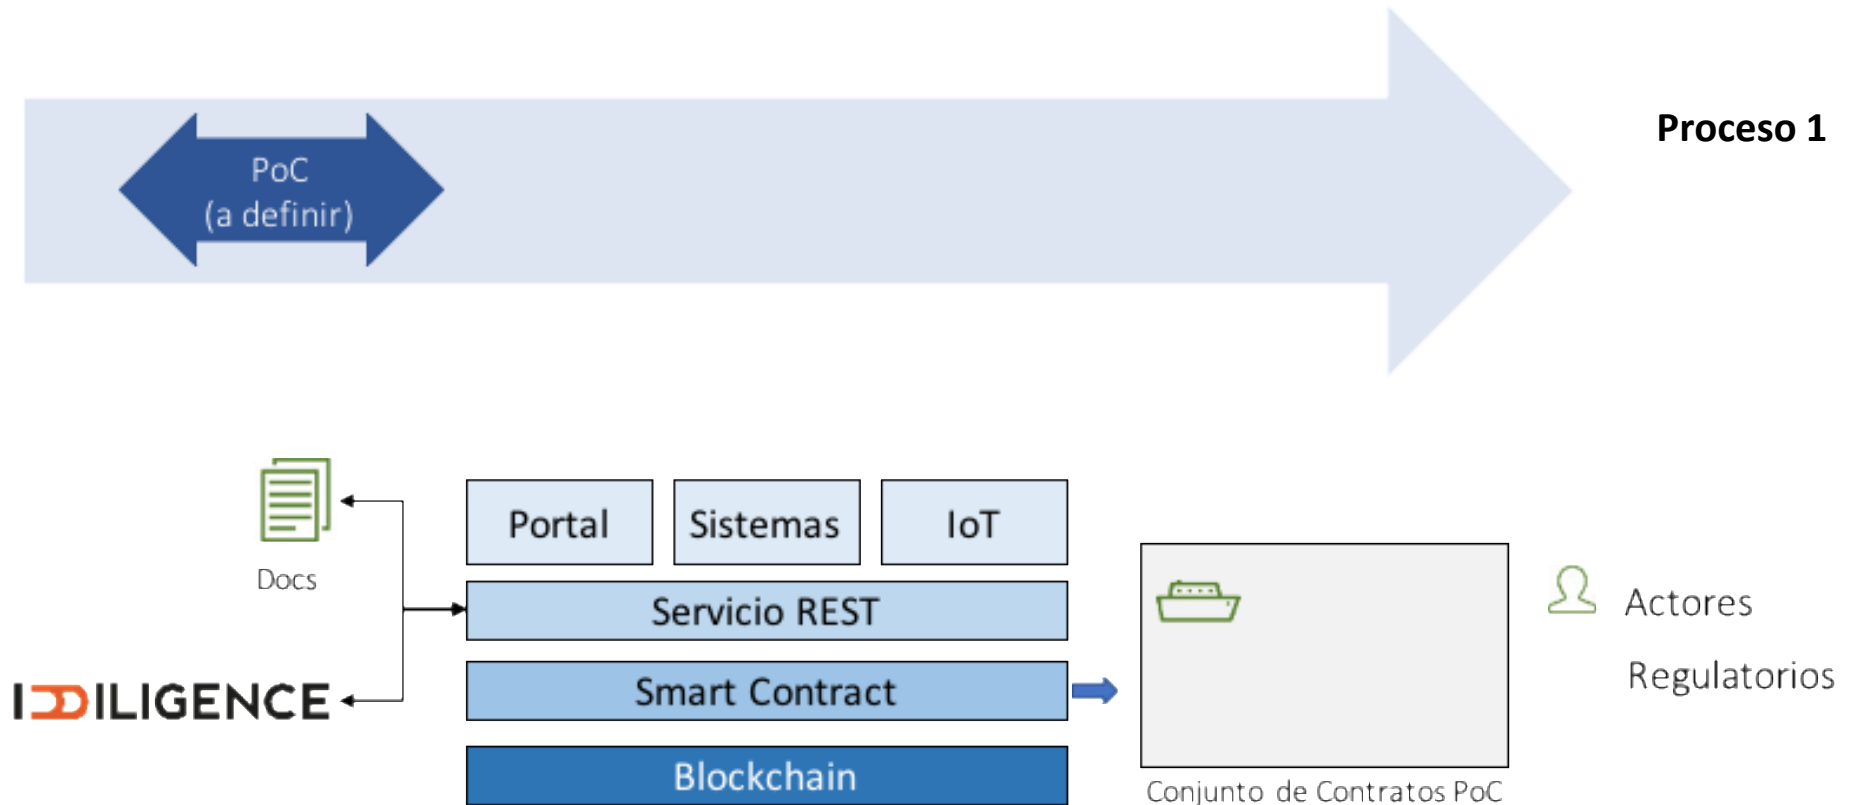 Proceso 1
PoC
(a definir)
Portal
Sistemas
IoT
Docs
Servicio REST
Actores
Regulatorios
IDDILIGENCE
Smart Contract
Blockchain
Conjunto de Contratos PoC